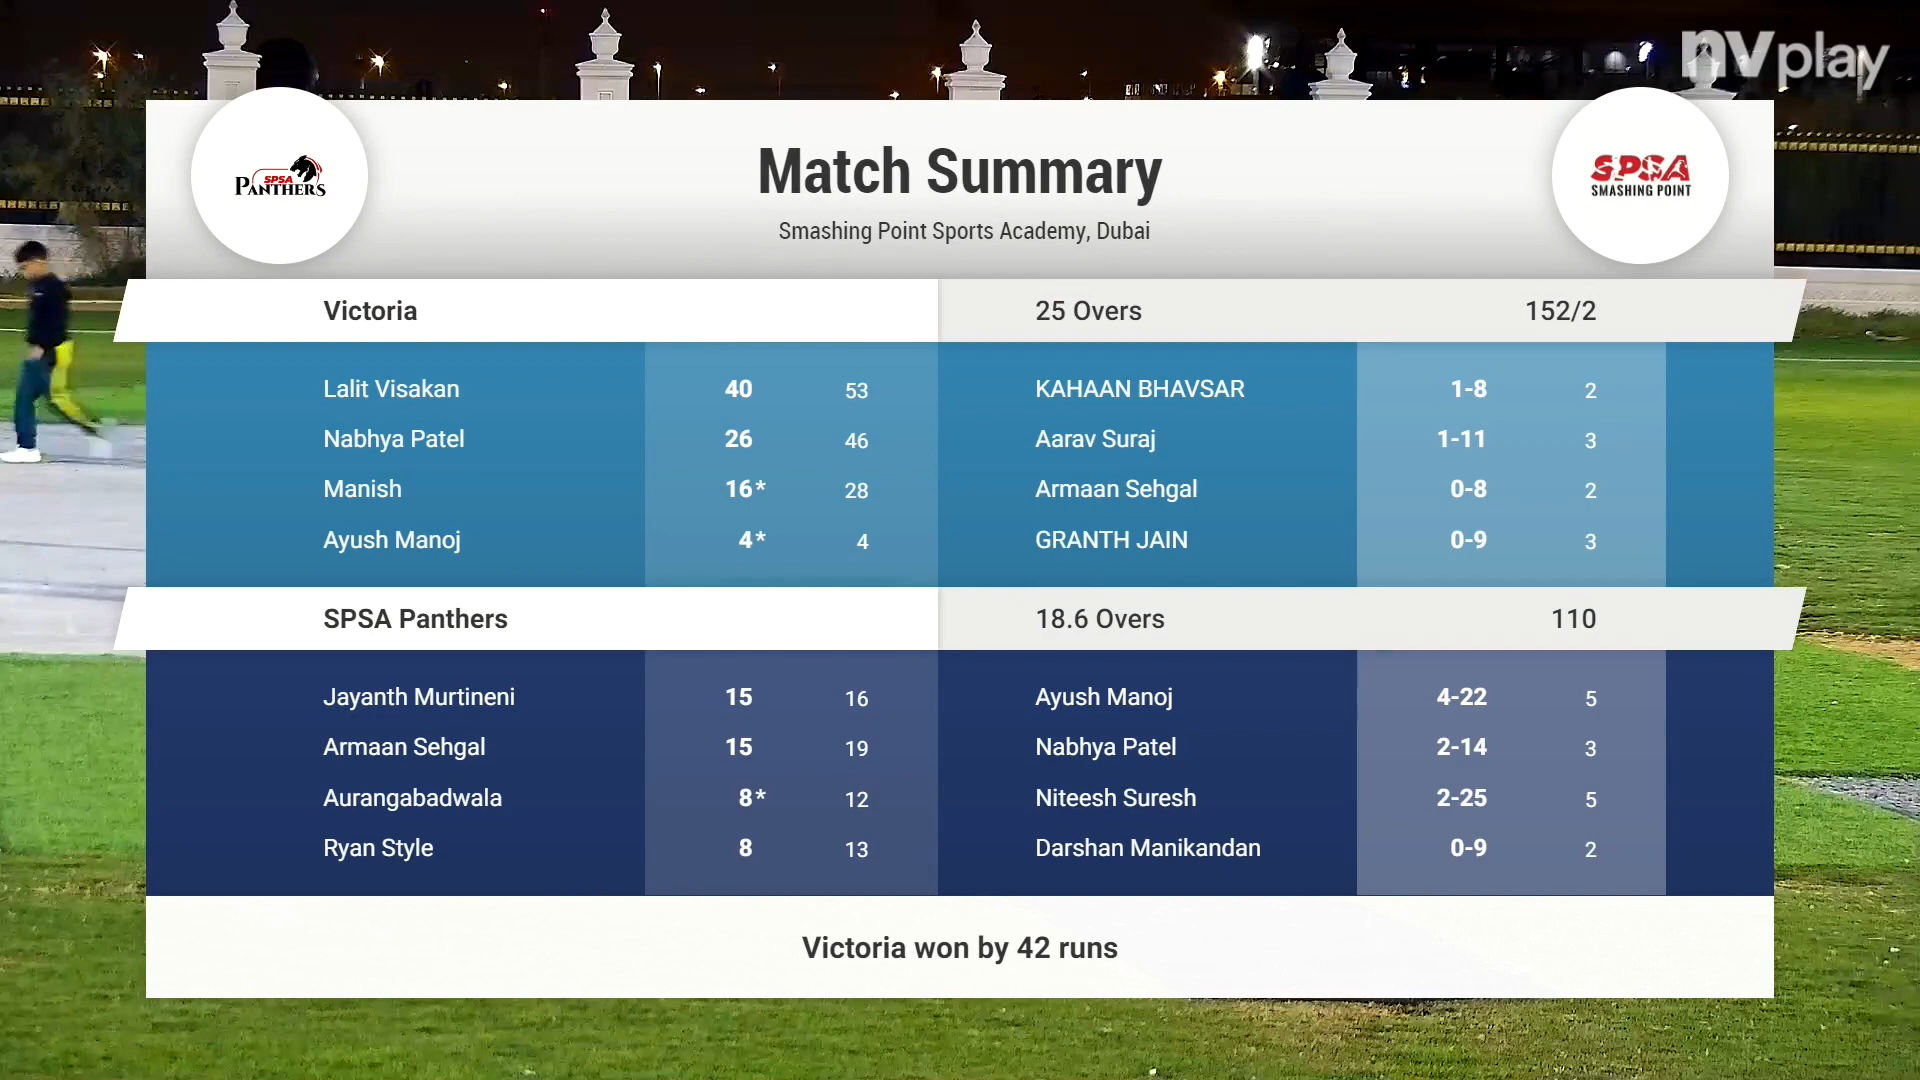 nvplay
SPSA
PANTHERS
Match Summary
SPSA
SMASHING POINT
Smashing Point Sports Academy, Dubai
Victoria 25 Overs 152/2
Lalit Visakan 40 53 KAHAAN BHAVSAR 1-8 2
Nabhya Patel 26 46 Aarav Suraj 1-11 3
Manish 16* 28 Armaan Sehgal 0-8 2
Ayush Manoj 4* 4 GRANTH JAIN 0-9 3
SPSA Panthers 18.6 Overs 110
Jayanth Murtineni 15 16 Ayush Manoj 4-22 5
Armaan Sehgal 15 19 Nabhya Patel 2-14 3
Aurangabadwala 8* 12 Niteesh Suresh 2-25 5
Ryan Style 8 13 Darshan Manikandan 0-9 2
Victoria won by 42 runs